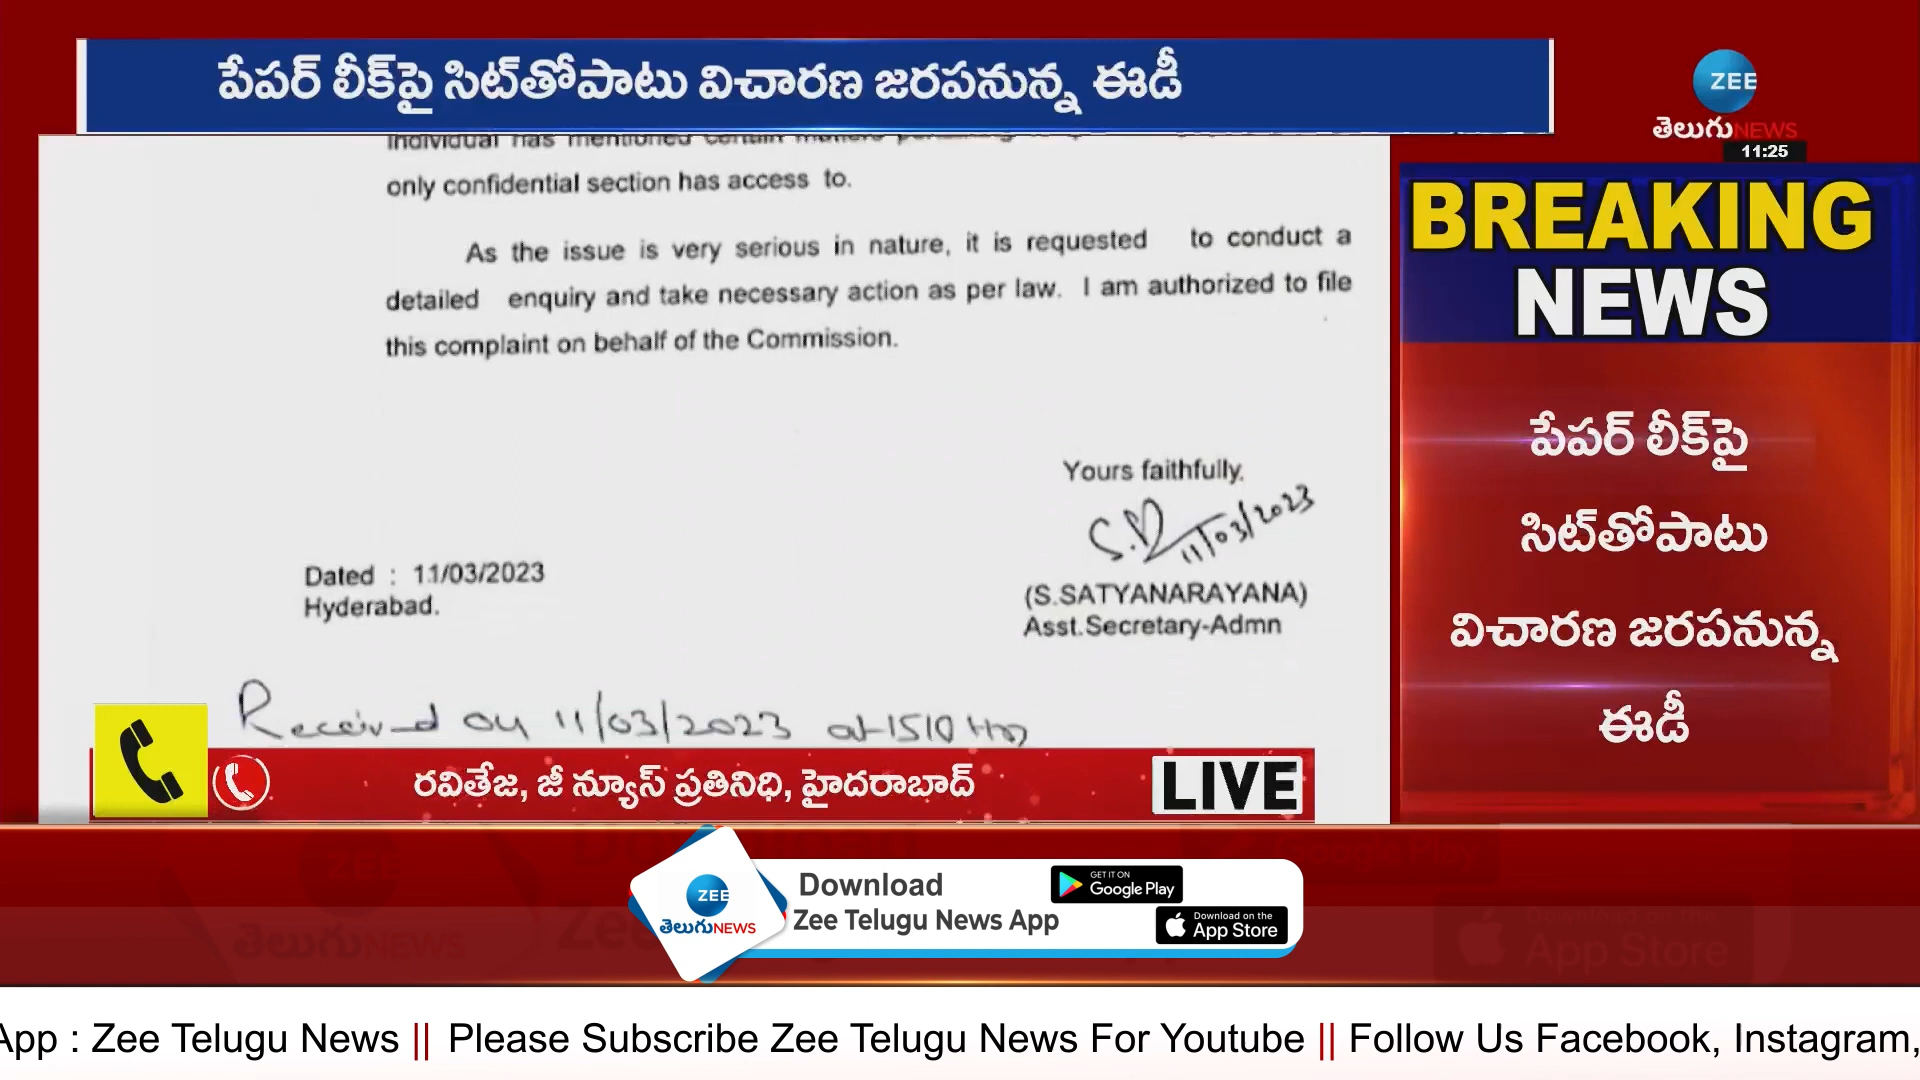 పేపర్ లీక్‌పై సిట్‌తోపాటు విచారణ జరపనున్న ఈడీ
ZEE
తెలుగు NEWS
11:25
individual has mentioned certain matters
only confidential section has access to.
As the issue is very serious in nature, it is requested to conduct a
detailed enquiry and take necessary action as per law. I am authorized to file
this complaint on behalf of the Commission.
Yours faithfully,
11/03/2023
Dated : 11/03/2023
Hyderabad.
(S.SATYANARAYANA)
Asst.Secretary-Admn
Received on 11/03/2023 at 1510 Hrs
రవితేజ, జీ న్యూస్ ప్రతినిధి, హైదరాబాద్
LIVE
BREAKING
NEWS
పేపర్ లీక్‌పై
సిట్‌తోపాటు
విచారణ జరపనున్న
ఈడీ
ZEE
తెలుగు NEWS
Download
Zee Telugu News App
GET IT ON
Google Play
Download on the
App Store
App : Zee Telugu News || Please Subscribe Zee Telugu News For Youtube || Follow Us Facebook, Instagram,